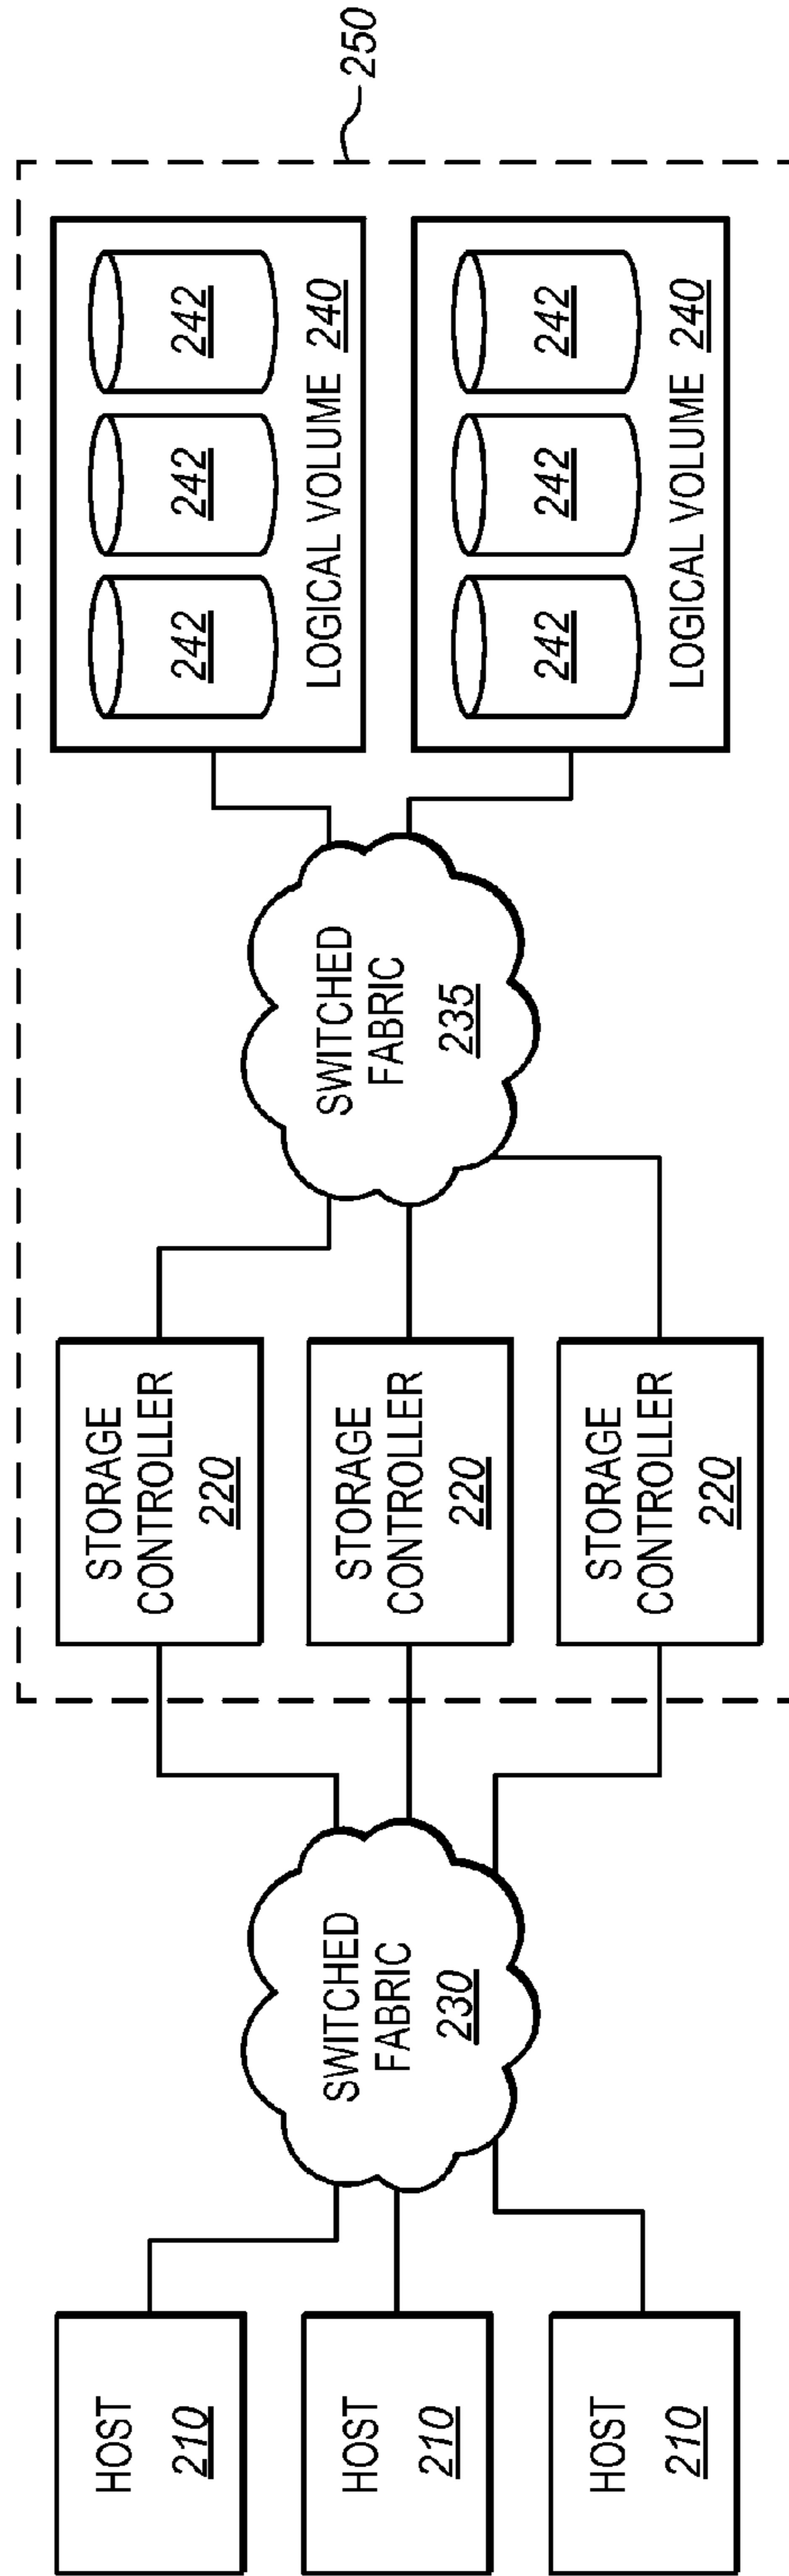 HOST
210
HOST
210
HOST
210
SWITCHED
FABRIC
230
STORAGE
CONTROLLER
220
STORAGE
CONTROLLER
220
STORAGE
CONTROLLER
220
SWITCHED
FABRIC
235
242 242 242
LOGICAL VOLUME 240
242 242 242
LOGICAL VOLUME 240
250